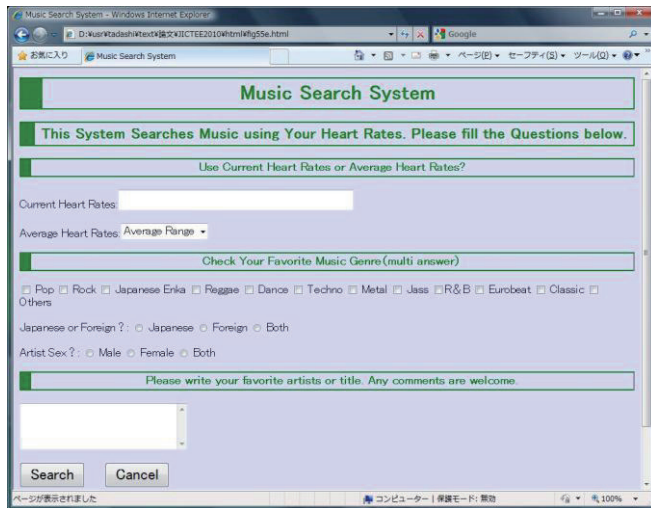 Music Search System - Windows Internet Explorer
D:¥usr¥tadashi¥text¥論文¥JICTEE2010¥html¥fig55e.html
Google
お気に入り
Music Search System
ページ(P)
セーフティ(S)
ツール(O)
Music Search System
This System Searches Music using Your Heart Rates. Please fill the Questions below.
Use Current Heart Rates or Average Heart Rates?
Current Heart Rates:
Average Heart Rates: Average Range
Check Your Favorite Music Genre(multi answer)
Pop Rock Japanese Enka Reggae Dance Techno Metal Jass R&B Eurobeat Classic
Others
Japanese or Foreign?: Japanese Foreign Both
Artist Sex?: Male Female Both
Please write your favorite artists or title. Any comments are welcome.
Search Cancel
ページが表示されました
コンピューター | 保護モード: 無効
100%